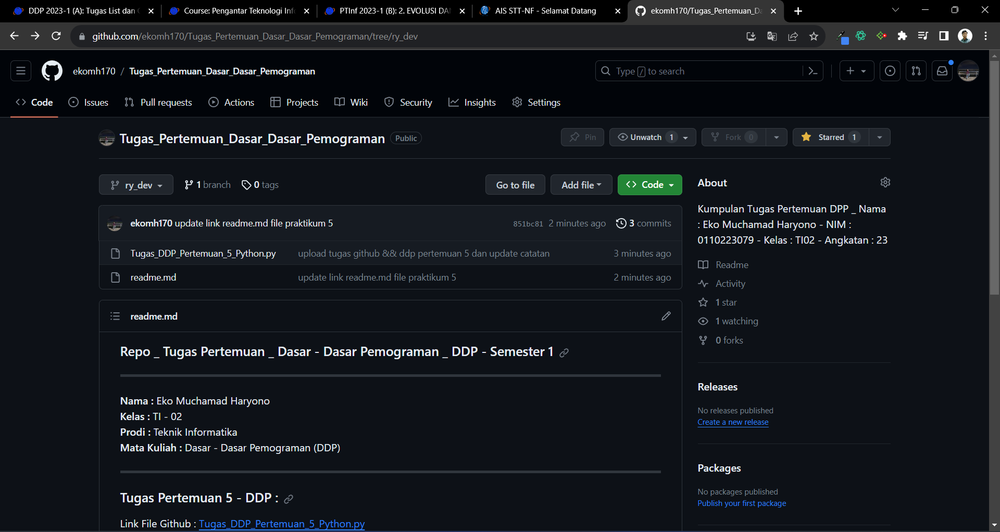 DDP 2023-1 (A): Tugas List dan
Course: Pengantar Teknologi Inf
PTInf 2023-1 (B): 2. EVOLUSI DA
AIS STT-NF - Selamat Datang
ekomh170/Tugas_Pertemuan_Da
github.com/ekomh170/Tugas_Pertemuan_Dasar_Dasar_Pemograman/tree/ry_dev
ekomh170 / Tugas_Pertemuan_Dasar_Dasar_Pemograman
Type / to search
Code Issues Pull requests Actions Projects Wiki Security Insights Settings
Tugas_Pertemuan_Dasar_Dasar_Pemograman Public
Pin Unwatch 1 Fork 0 Starred 1
ry_dev 1 branch 0 tags
Go to file Add file Code
ekomh170 update link readme.md file praktikum 5 851bc81 2 minutes ago 3 commits
Tugas_DDP_Pertemuan_5_Python.py upload tugas github && ddp pertemuan 5 dan update catatan 3 minutes ago
readme.md update link readme.md file praktikum 5 2 minutes ago
readme.md
Repo _ Tugas Pertemuan _ Dasar - Dasar Pemograman _ DDP - Semester 1
Nama : Eko Muchamad Haryono
Kelas : TI - 02
Prodi : Teknik Informatika
Mata Kuliah : Dasar - Dasar Pemograman (DDP)
Tugas Pertemuan 5 - DDP :
Link File Github : Tugas_DDP_Pertemuan_5_Python.py
About
Kumpulan Tugas Pertemuan DPP _ Nama
: Eko Muchamad Haryono - NIM :
0110223079 - Kelas : TI02 - Angkatan : 23
Readme
Activity
1 star
1 watching
0 forks
Releases
No releases published
Create a new release
Packages
No packages published
Publish your first package